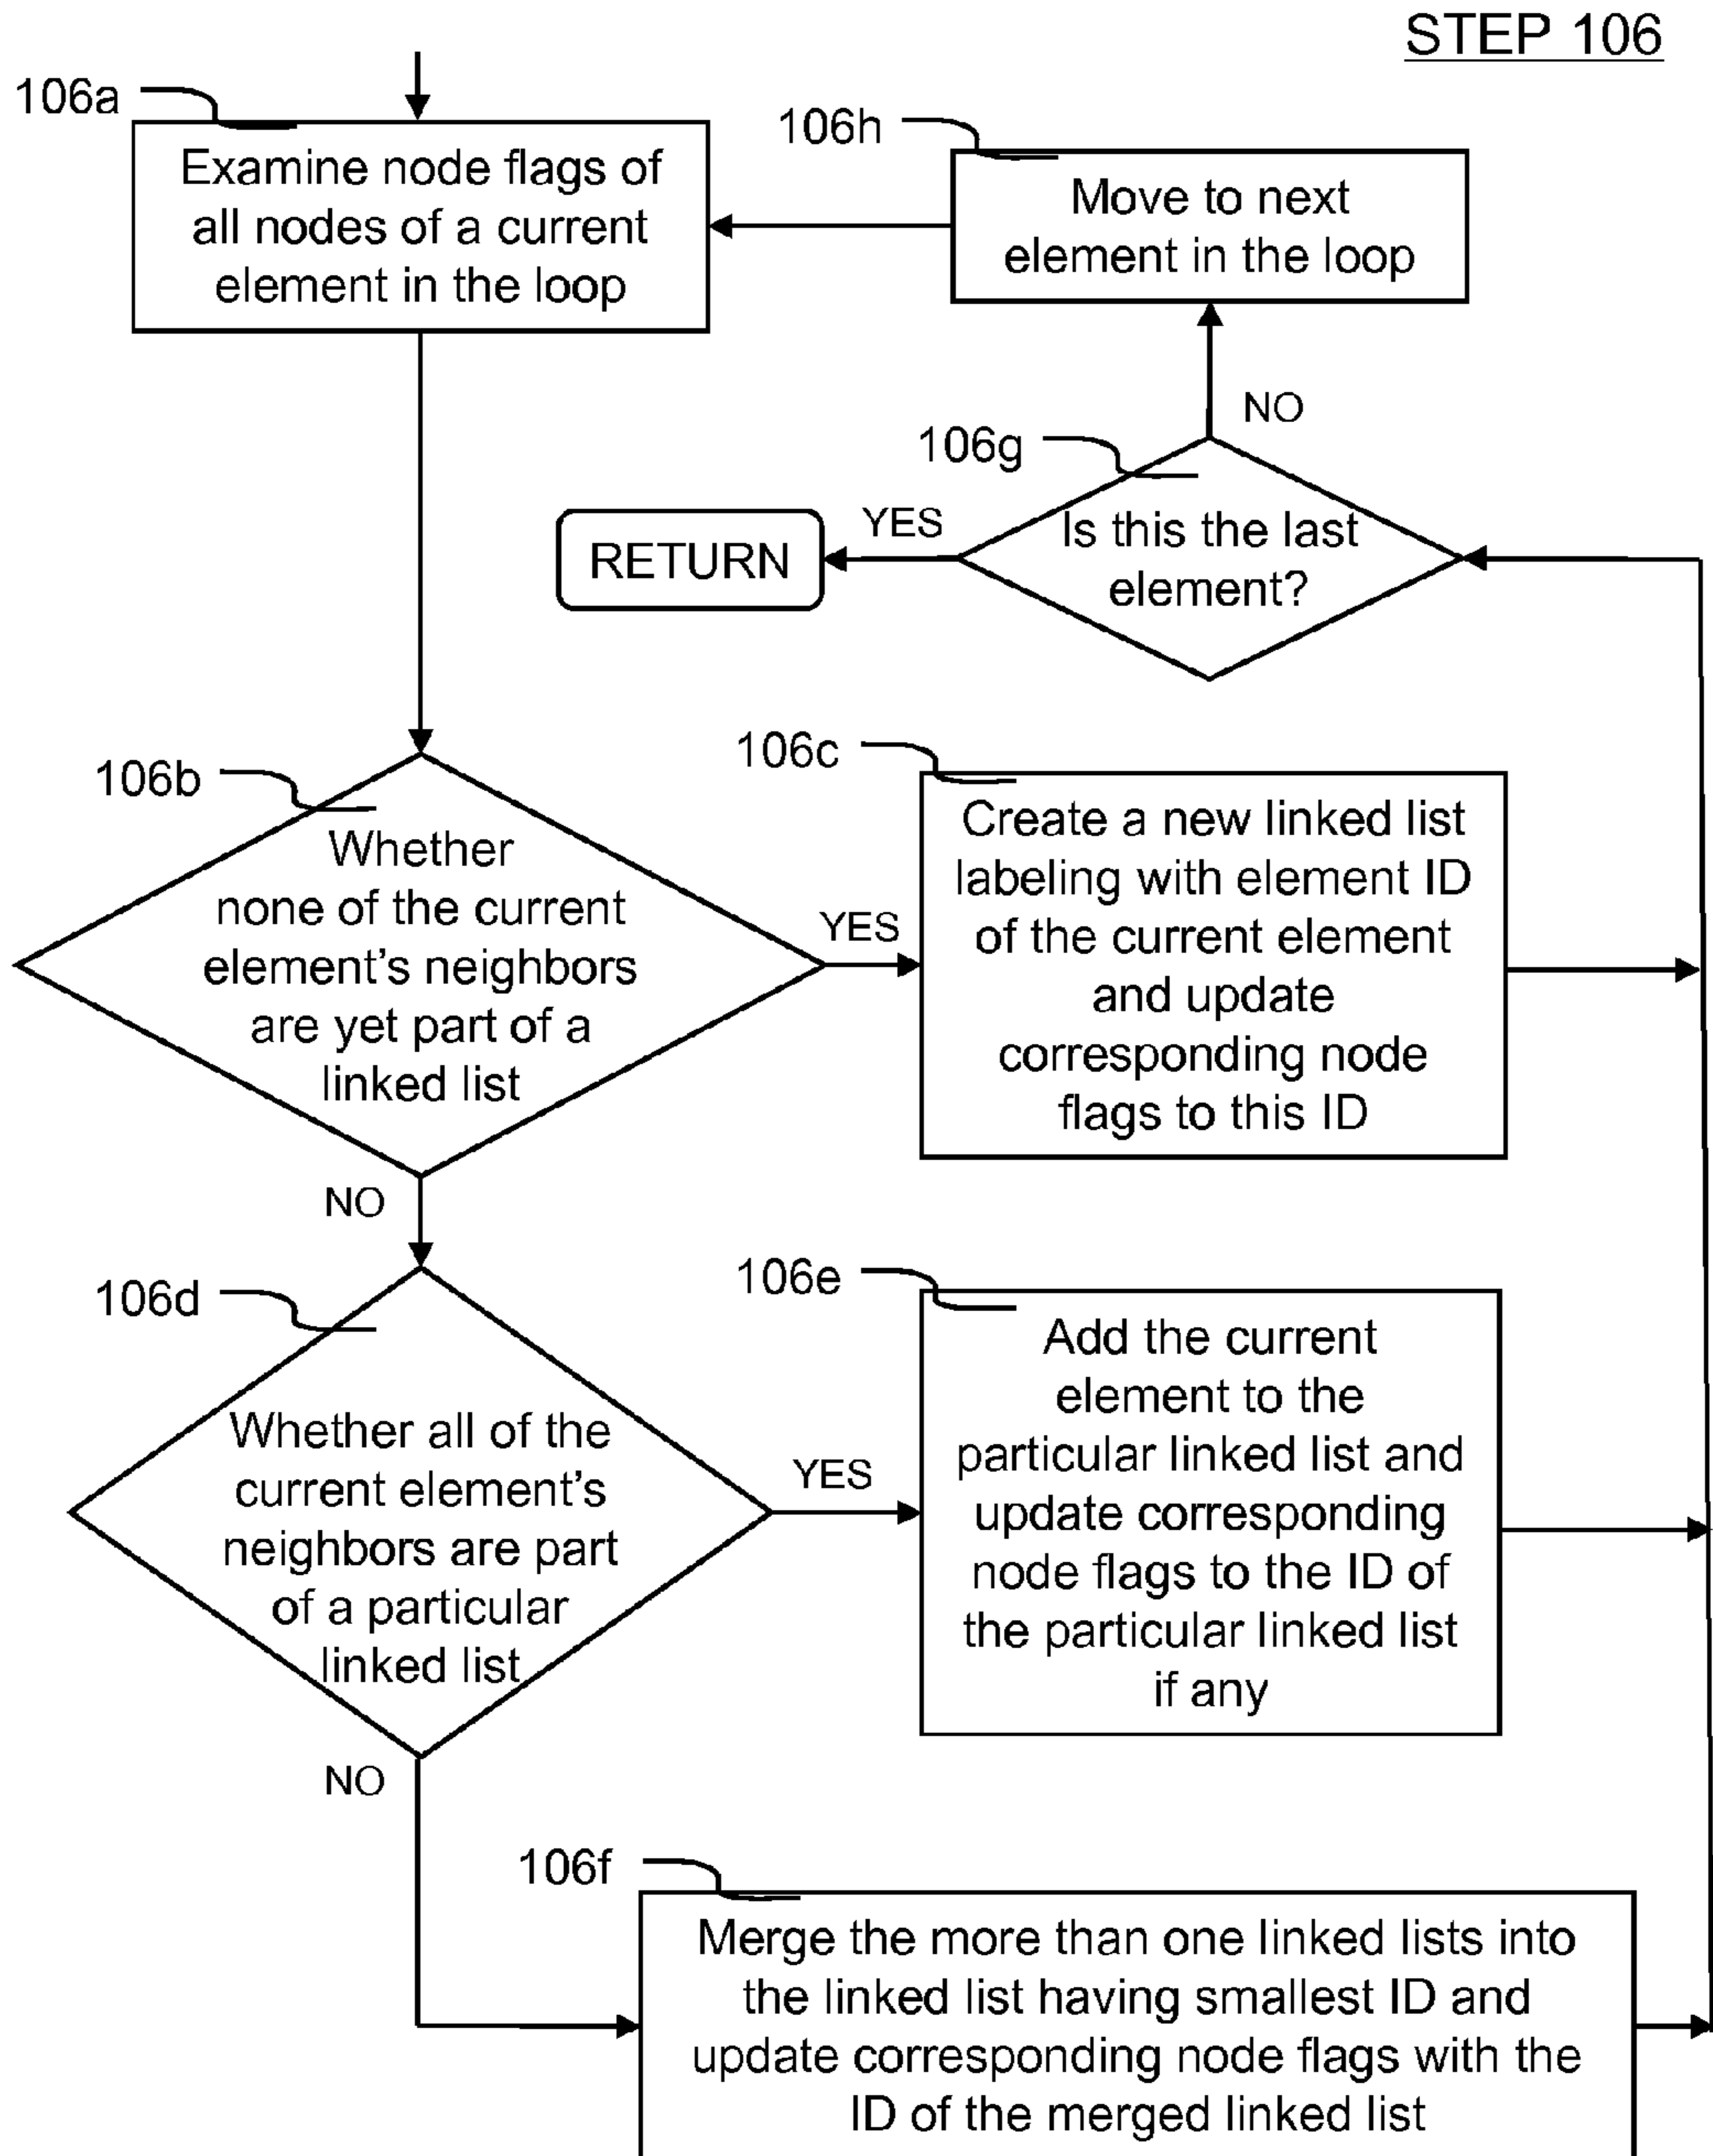 STEP 106
106a
Examine node flags of
all nodes of a current
element in the loop
106h
Move to next
element in the loop
NO
106g
Is this the last
element?
YES
RETURN
106b
Whether
none of the current
element's neighbors
are yet part of a
linked list
YES
NO
106c
Create a new linked list
labeling with element ID
of the current element
and update
corresponding node
flags to this ID
106d
Whether all of the
current element's
neighbors are part
of a particular
linked list
YES
NO
106e
Add the current
element to the
particular linked list and
update corresponding
node flags to the ID of
the particular linked list
if any
106f
Merge the more than one linked lists into
the linked list having smallest ID and
update corresponding node flags with the
ID of the merged linked list